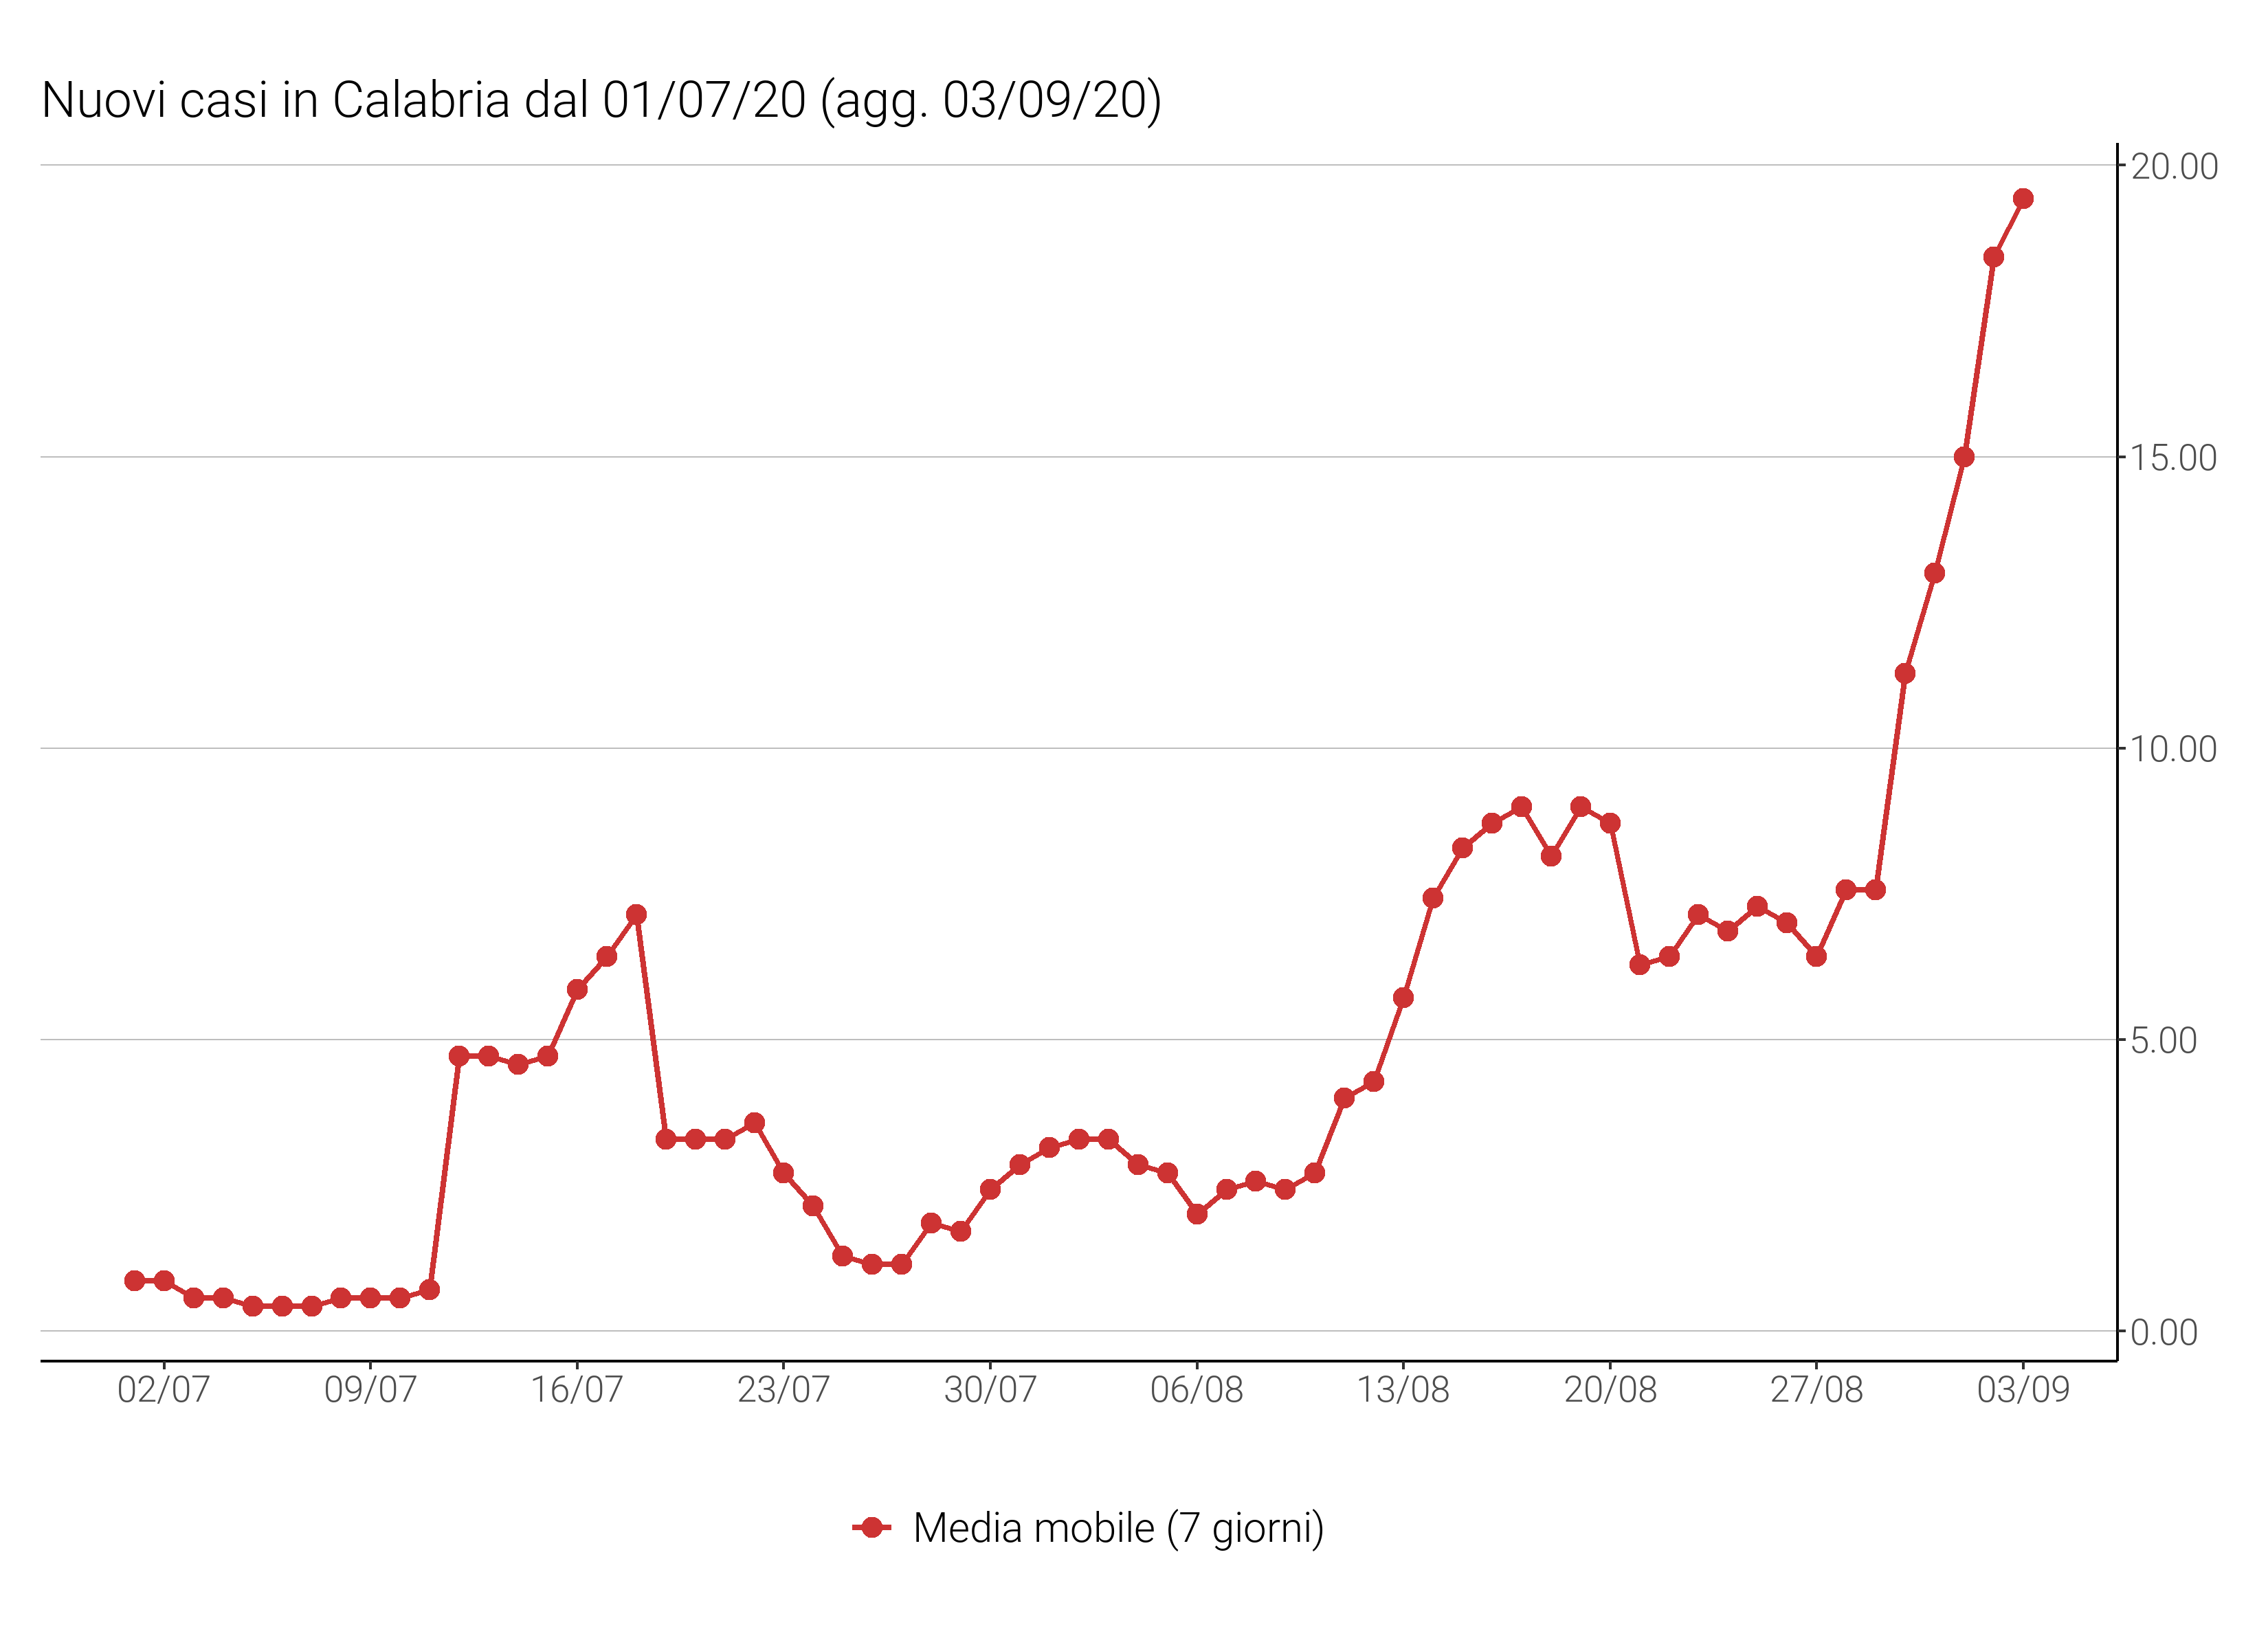 Nuovi casi in Calabria dal 01/07/20 (agg. 03/09/20)
20.00
15.00
10.00
5.00
0.00
02/07 09/07 16/07 23/07 30/07 06/08 13/08 20/08 27/08 03/09
Media mobile (7 giorni)